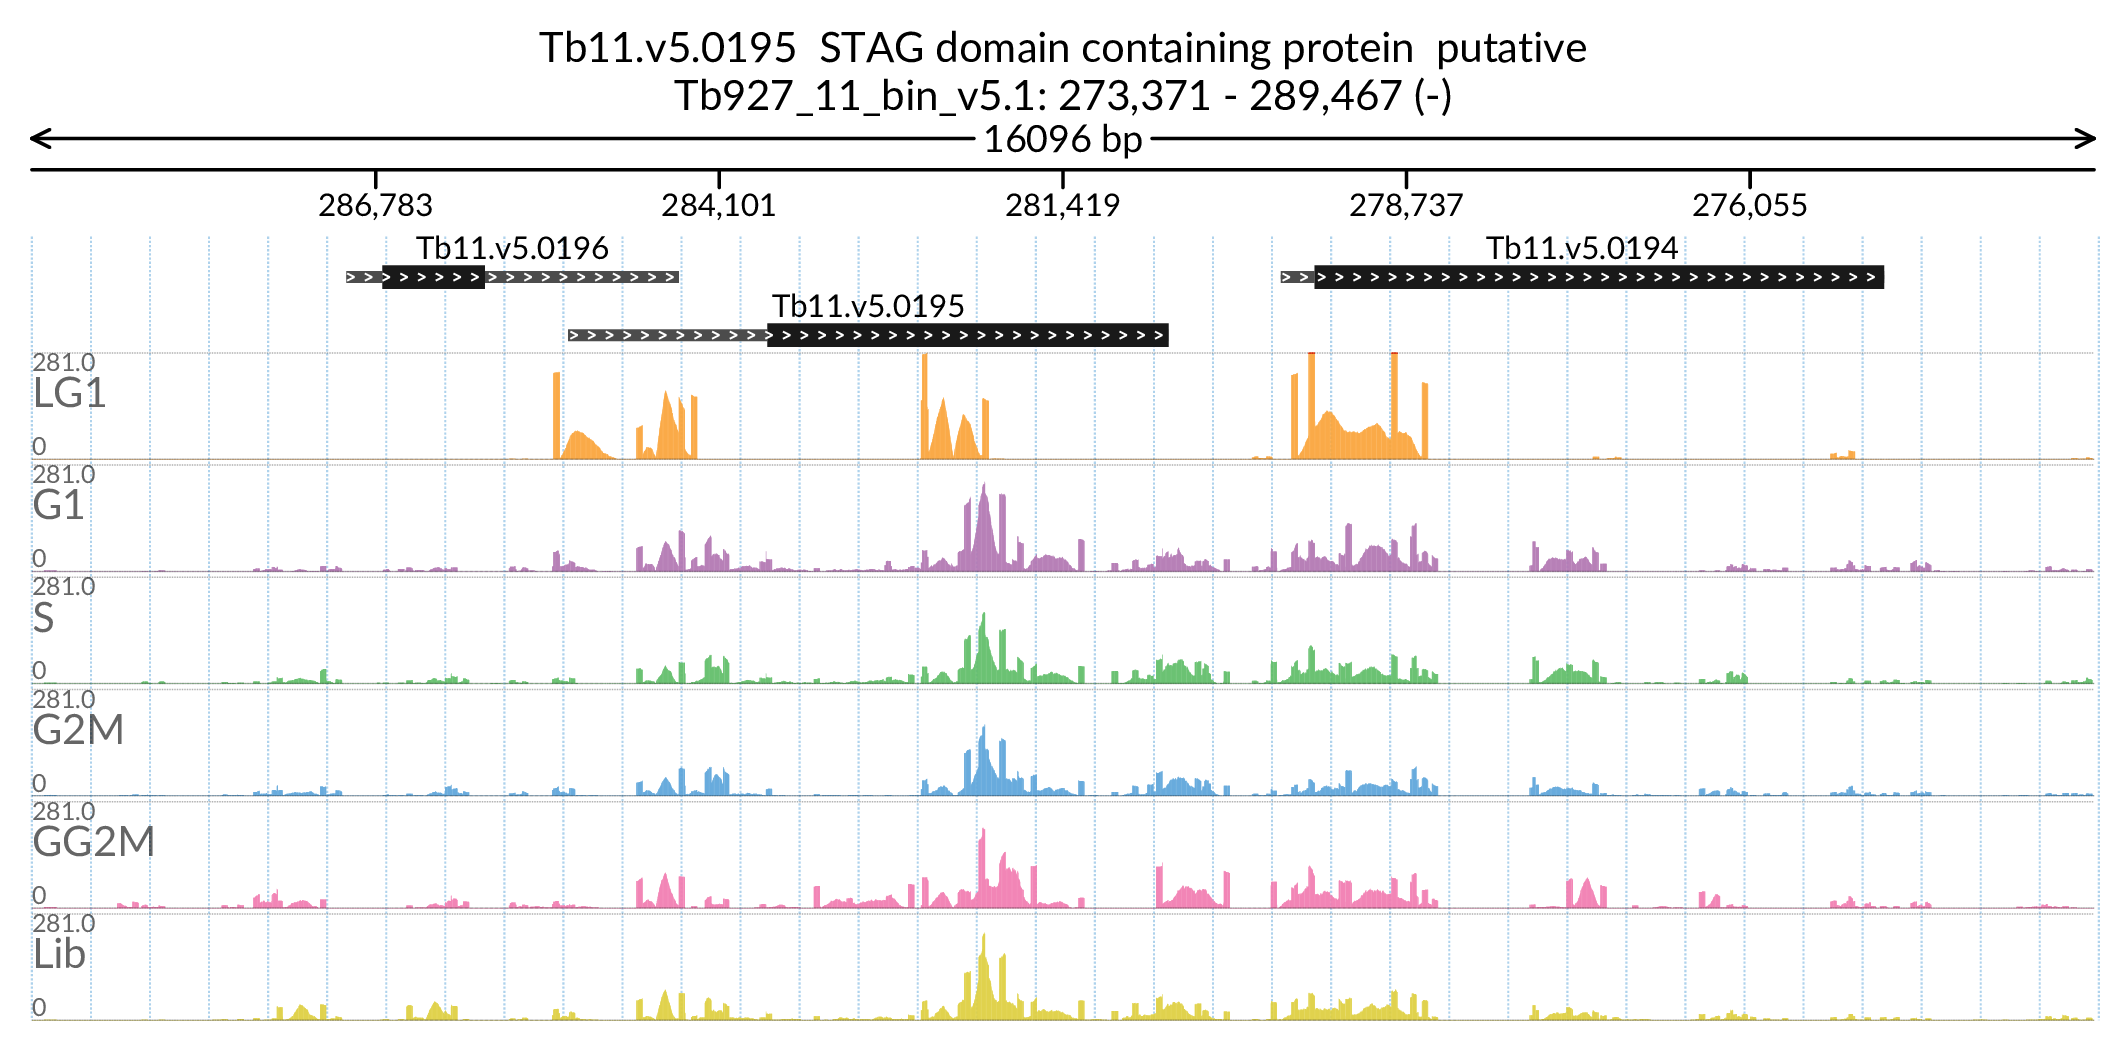 Tb11.v5.0195  STAG domain containing protein  putative
Tb927_11_bin_v5.1: 273,371 - 289,467 (-)
16096 bp
286,783 284,101 281,419 278,737 276,055
Tb11.v5.0196 Tb11.v5.0194
Tb11.v5.0195
281.0
LG1
0
281.0
G1
0
281.0
S
0
281.0
G2M
0
281.0
GG2M
0
281.0
Lib
0